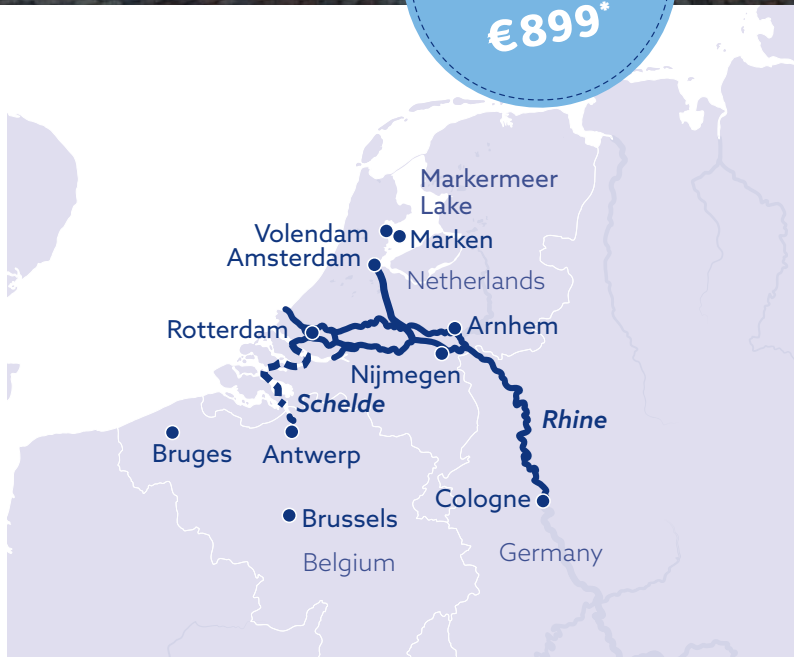 €899*
Markermeer
Lake
Volendam
Marken
Amsterdam
Netherlands
Rotterdam
Arnhem
Nijmegen
Schelde
Rhine
Bruges
Antwerp
Cologne
Brussels
Germany
Belgium